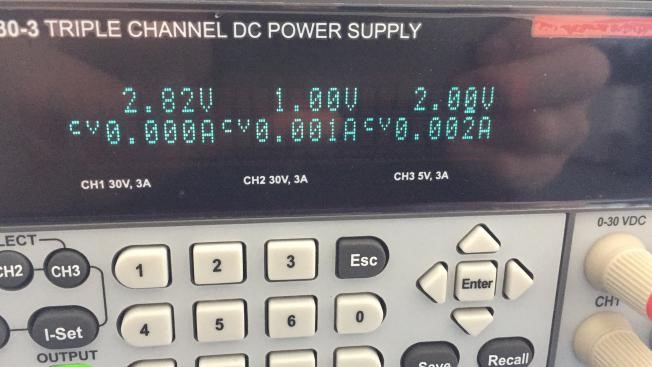 30-3 TRIPLE CHANNEL DC POWER SUPPLY
2.82V 1.00V 2.00V
CV0.000A CV0.001A CV0.002A
CH1 30V, 3A CH2 30V, 3A CH3 5V, 3A
0-30 VDC
CH2 CH3 1 2 3 Esc
Enter
CH1
I-Set 4 5 6 0
OUTPUT
Save Recall